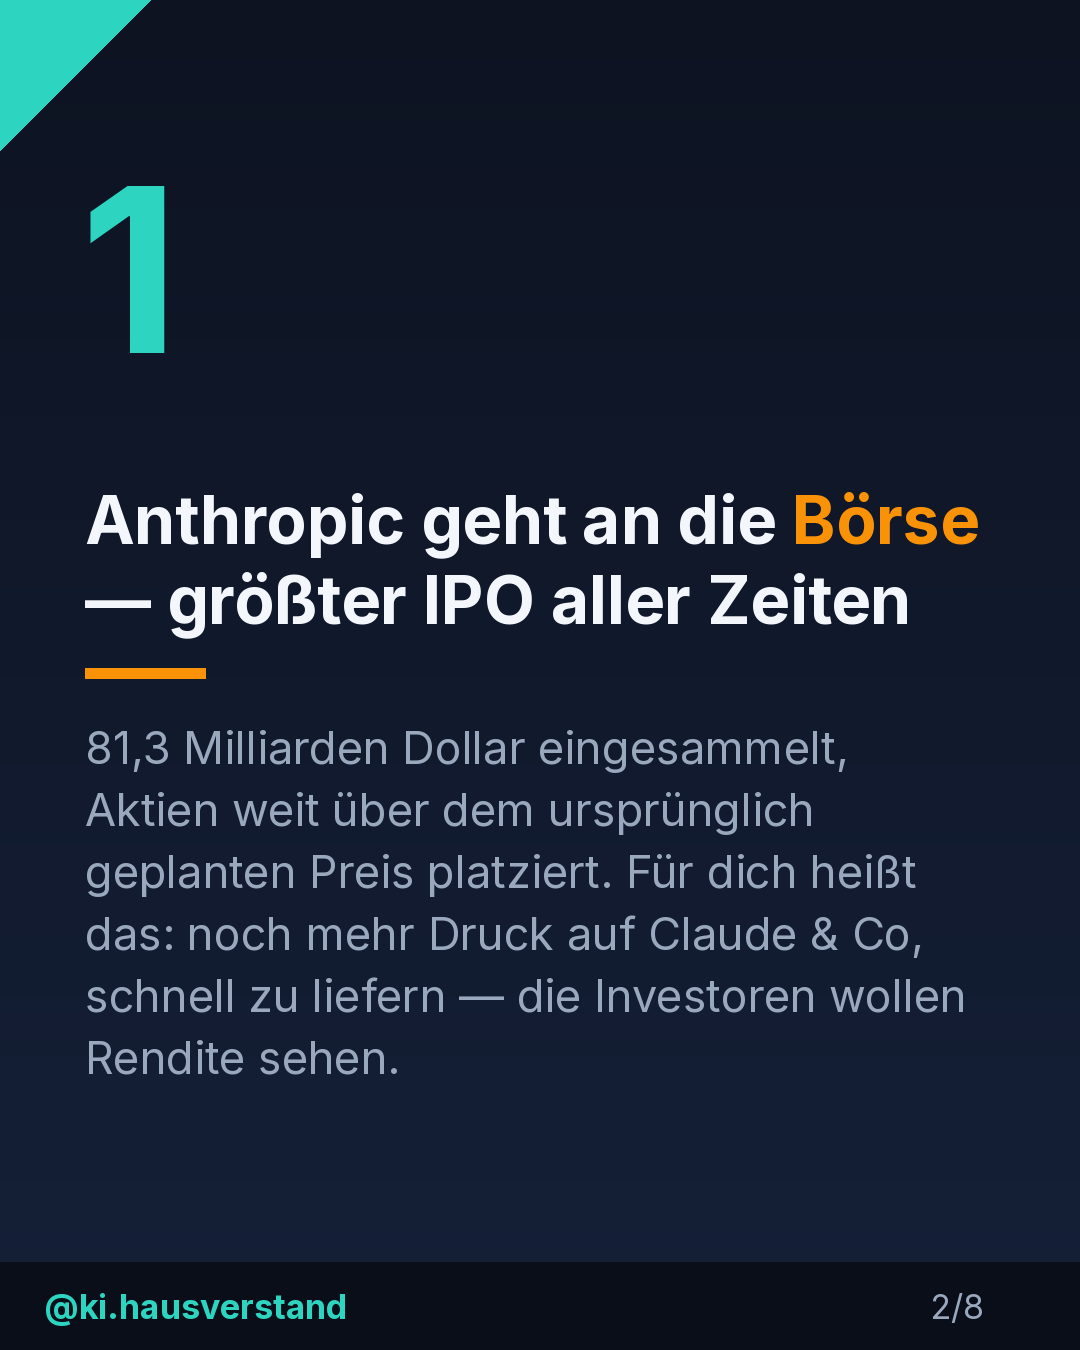 1
Anthropic geht an die Börse
— größter IPO aller Zeiten
81,3 Milliarden Dollar eingesammelt,
Aktien weit über dem ursprünglich
geplanten Preis platziert. Für dich heißt
das: noch mehr Druck auf Claude & Co,
schnell zu liefern — die Investoren wollen
Rendite sehen.
@ki.hausverstand
2/8